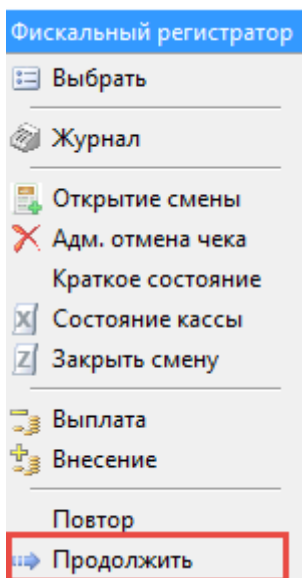 Фискальный регистратор
Выбрать
Журнал
Открытие смены
Адм. отмена чека
Краткое состояние
Состояние кассы
Закрыть смену
Выплата
Внесение
Повтор
Продолжить